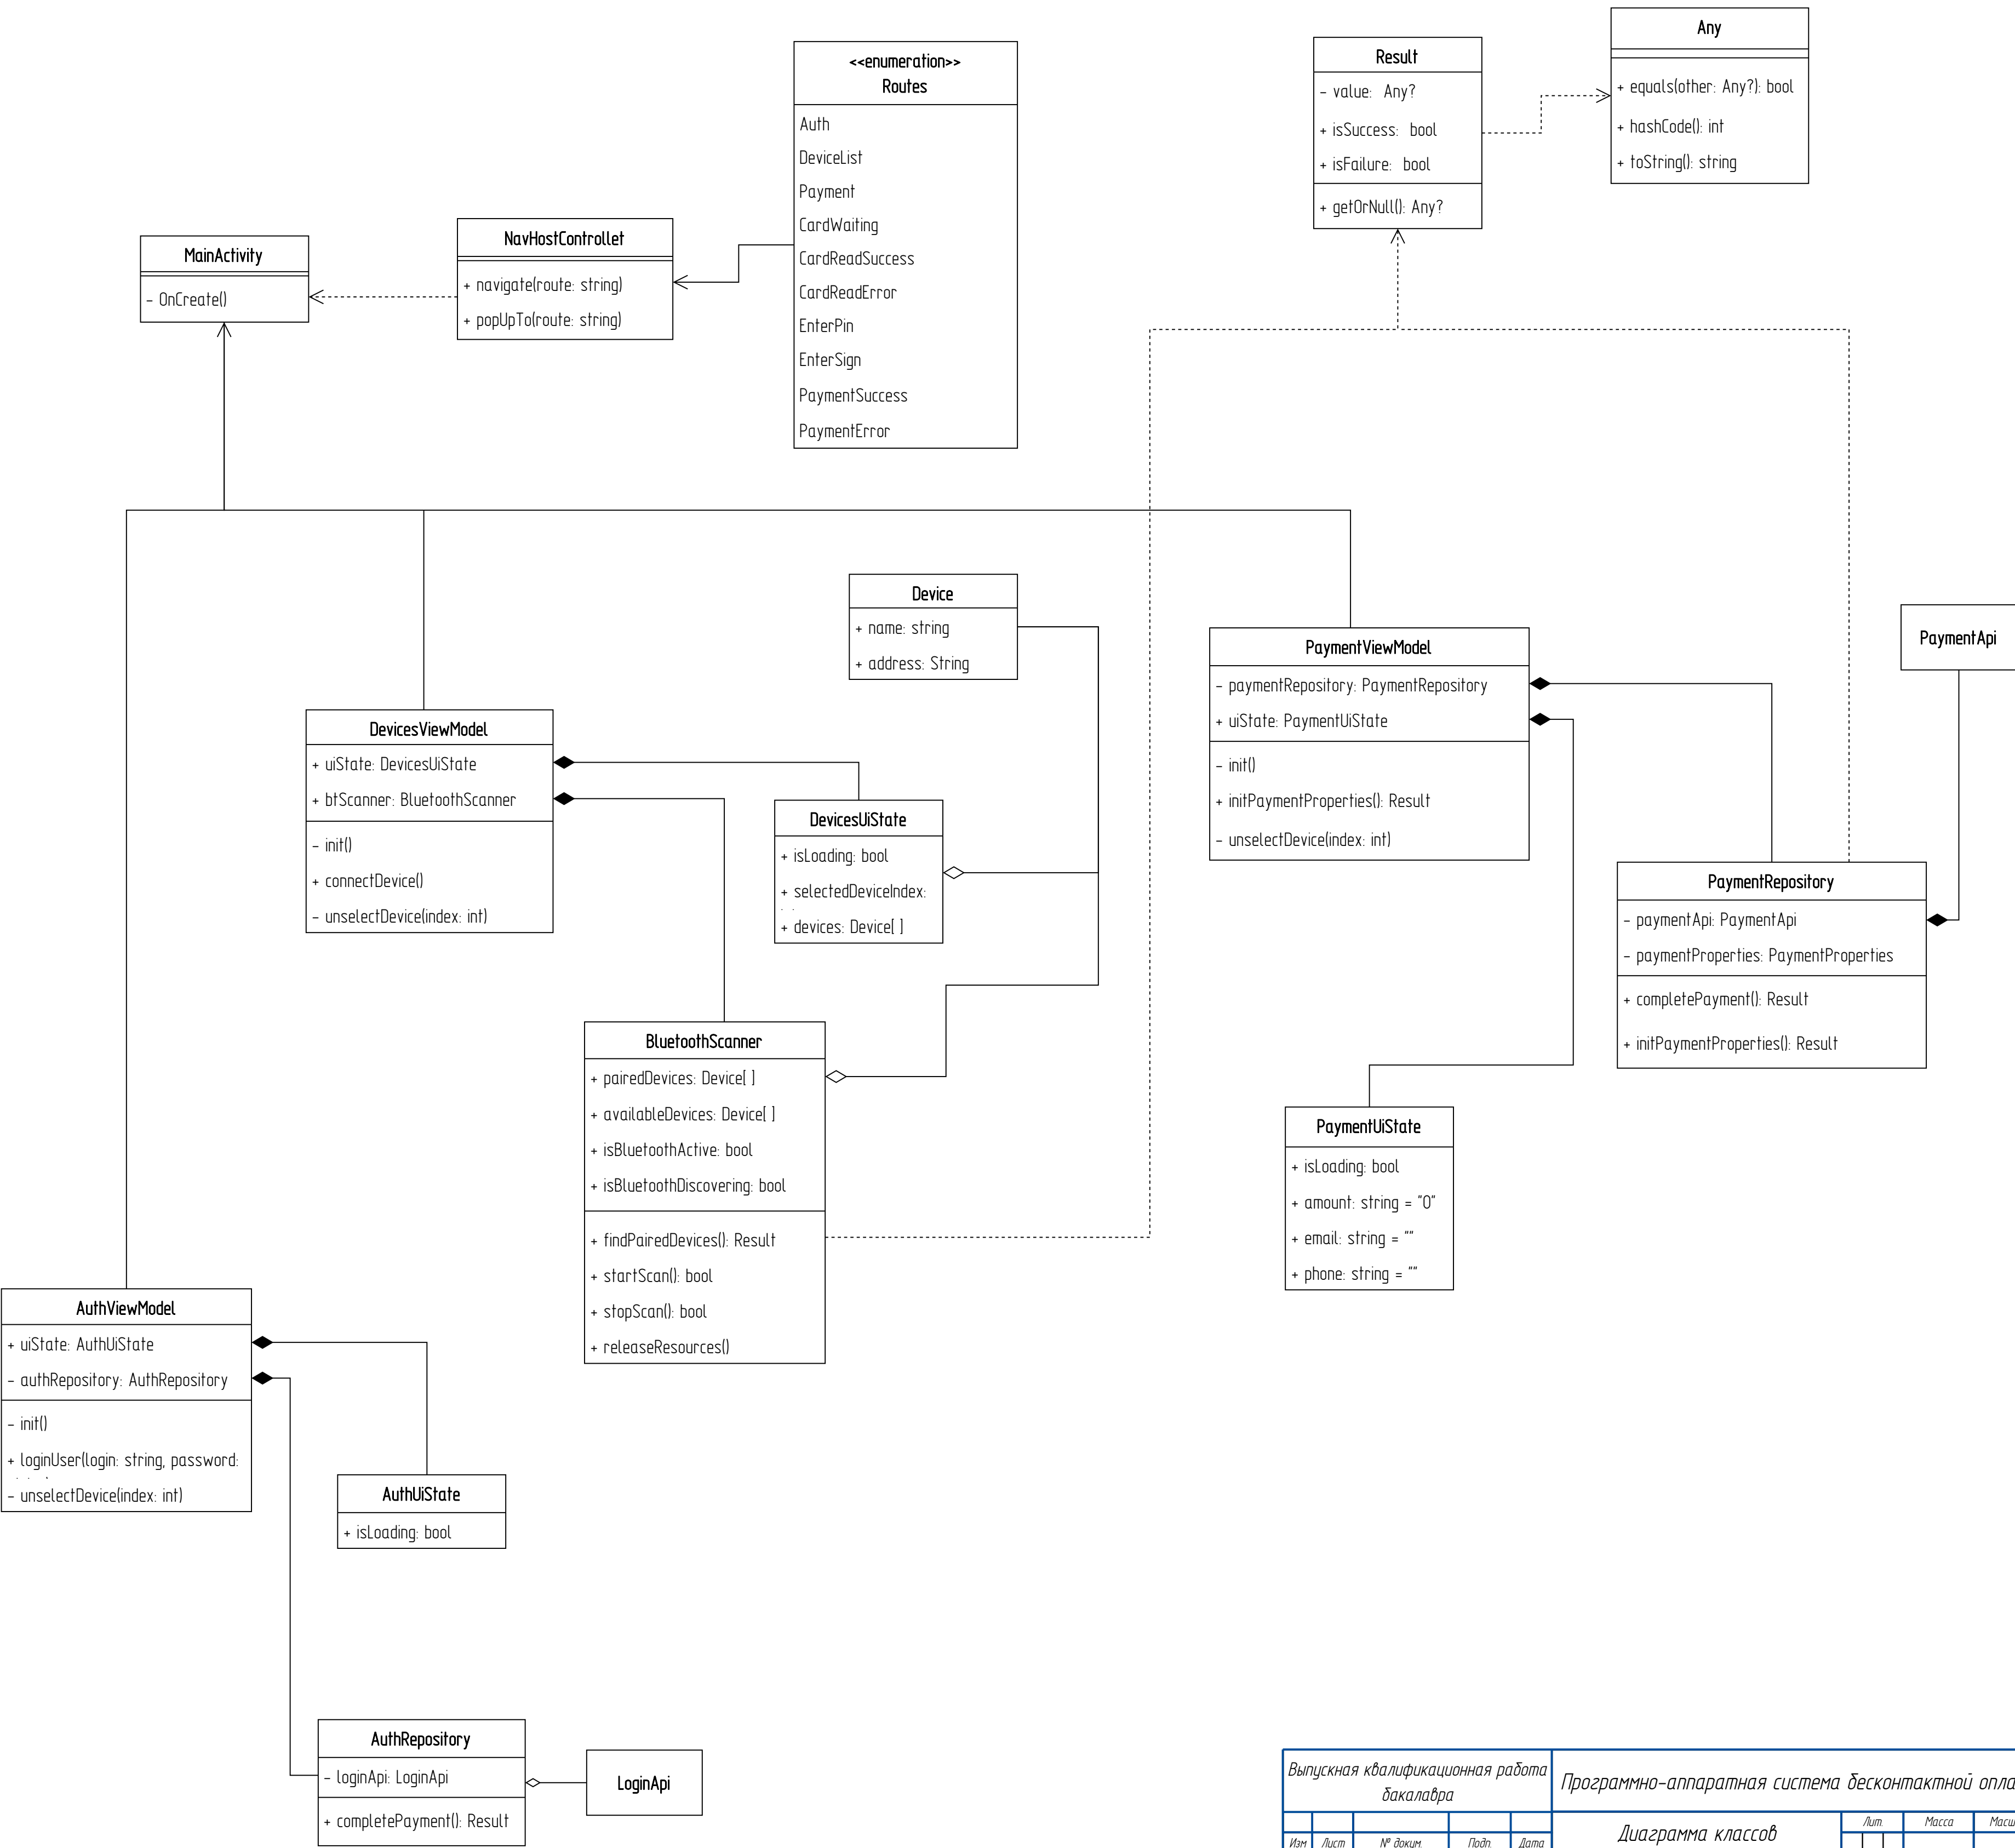 Any
+ equals(other: Any?): bool
+ hashCode(): int
+ toString(): string
Result
- value: Any?
+ isSuccess: bool
+ isFailure: bool
+ getOrNull(): Any?
<<enumeration>>
Routes
Auth
DeviceList
Payment
CardWaiting
CardReadSuccess
CardReadError
EnterPin
EnterSign
PaymentSuccess
PaymentError
NavHostControllet
+ navigate(route: string)
+ popUpTo(route: string)
MainActivity
- OnCreate()
Device
+ name: string
+ address: String
PaymentApi
PaymentViewModel
- paymentRepository: PaymentRepository
+ uiState: PaymentUiState
- init()
+ initPaymentProperties(): Result
- unselectDevice(index: int)
DevicesViewModel
+ uiState: DevicesUiState
+ btScanner: BluetoothScanner
- init()
+ connectDevice()
- unselectDevice(index: int)
DevicesUiState
+ isLoading: bool
+ selectedDeviceIndex:
+ devices: Device[ ]
PaymentRepository
- paymentApi: PaymentApi
- paymentProperties: PaymentProperties
+ completePayment(): Result
+ initPaymentProperties(): Result
BluetoothScanner
+ pairedDevices: Device[ ]
+ availableDevices: Device[ ]
+ isBluetoothActive: bool
+ isBluetoothDiscovering: bool
+ findPairedDevices(): Result
+ startScan(): bool
+ stopScan(): bool
+ releaseResources()
PaymentUiState
+ isLoading: bool
+ amount: string = "0"
+ email: string = ""
+ phone: string = ""
AuthViewModel
+ uiState: AuthUiState
- authRepository: AuthRepository
- init()
+ loginUser(login: string, password:
- unselectDevice(index: int)
AuthUiState
+ isLoading: bool
AuthRepository
- loginApi: LoginApi
+ completePayment(): Result
LoginApi
Выпускная квалификационная работа
бакалавра
Программно-аппаратная система бесконтактной опла
Диаграмма классов
Лит. Масса
Изм Лист № докум. Подп. Дата